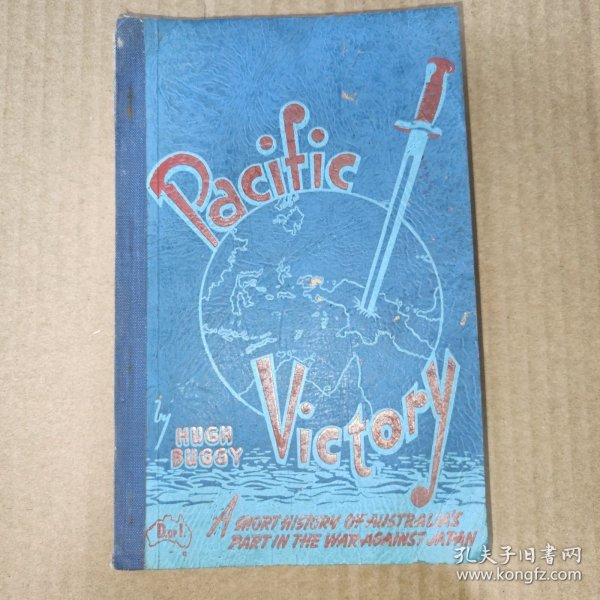 Pacific
Victory
by
HUGH
BUGGY
A SHORT HISTORY OF AUSTRALIA'S
PART IN THE WAR AGAINST JAPAN
D. OF I.
孔夫子旧书网
www.kongfz.com